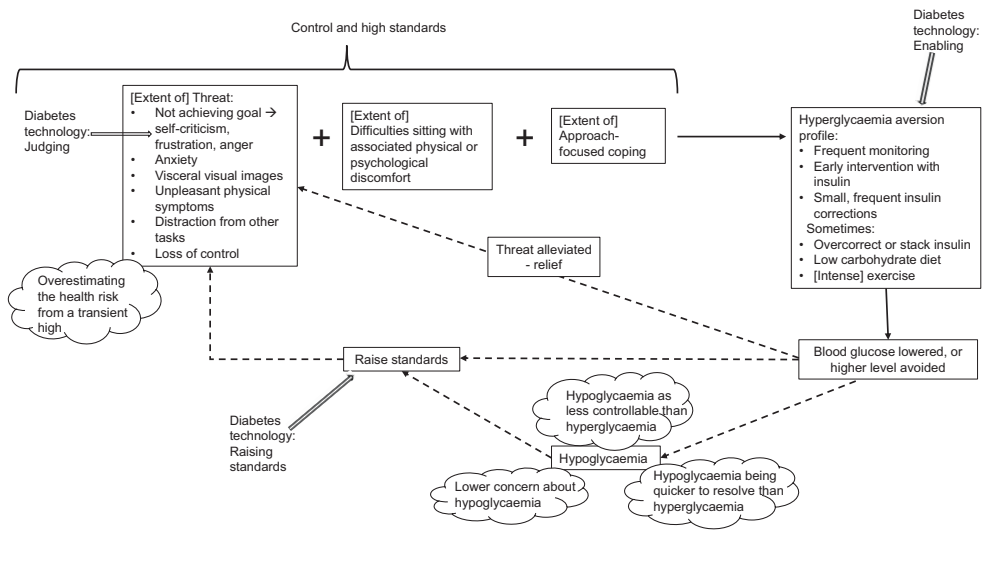 Control and high standards
Diabetes
technology:
Enabling
Diabetes
technology:
Judging
[Extent of] Threat:
• Not achieving goal →
self-criticism,
frustration, anger
• Anxiety
• Visceral visual images
• Unpleasant physical
symptoms
• Distraction from other
tasks
• Loss of control
+
[Extent of]
Difficulties sitting with
associated physical or
psychological
discomfort
+
[Extent of]
Approach-
focused coping
Hyperglycaemia aversion
profile:
• Frequent monitoring
• Early intervention with
insulin
• Small, frequent insulin
corrections
Sometimes:
• Overcorrect or stack insulin
• Low carbohydrate diet
• [Intense] exercise
Threat alleviated
- relief
Overestimating
the health risk
from a transient
high
Raise standards
Blood glucose lowered, or
higher level avoided
Diabetes
technology:
Raising
standards
Hypoglycaemia as
less controllable than
hyperglycaemia
Hypoglycaemia
Lower concern about
hypoglycaemia
Hypoglycaemia being
quicker to resolve than
hyperglycaemia